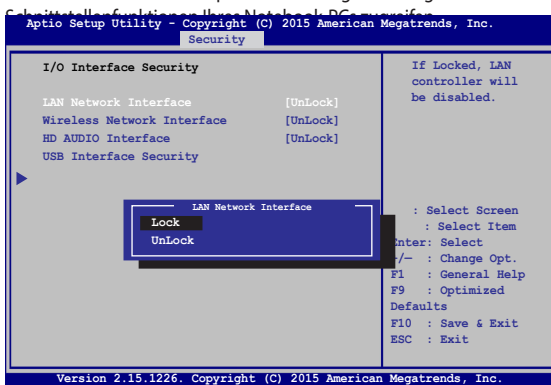 Aptio Setup Utility - Copyright (C) 2015 American Megatrends, Inc.
Security
I/O Interface Security
LAN Network Interface [UnLock]
Wireless Network Interface [UnLock]
HD AUDIO Interface [UnLock]
USB Interface Security
If Locked, LAN
controller will
be disabled.
LAN Network Interface
Lock
UnLock
: Select Screen
: Select Item
Enter: Select
+/— : Change Opt.
F1 : General Help
F9 : Optimized
Defaults
F10 : Save & Exit
ESC : Exit
Version 2.15.1226. Copyright (C) 2015 American Megatrends, Inc.